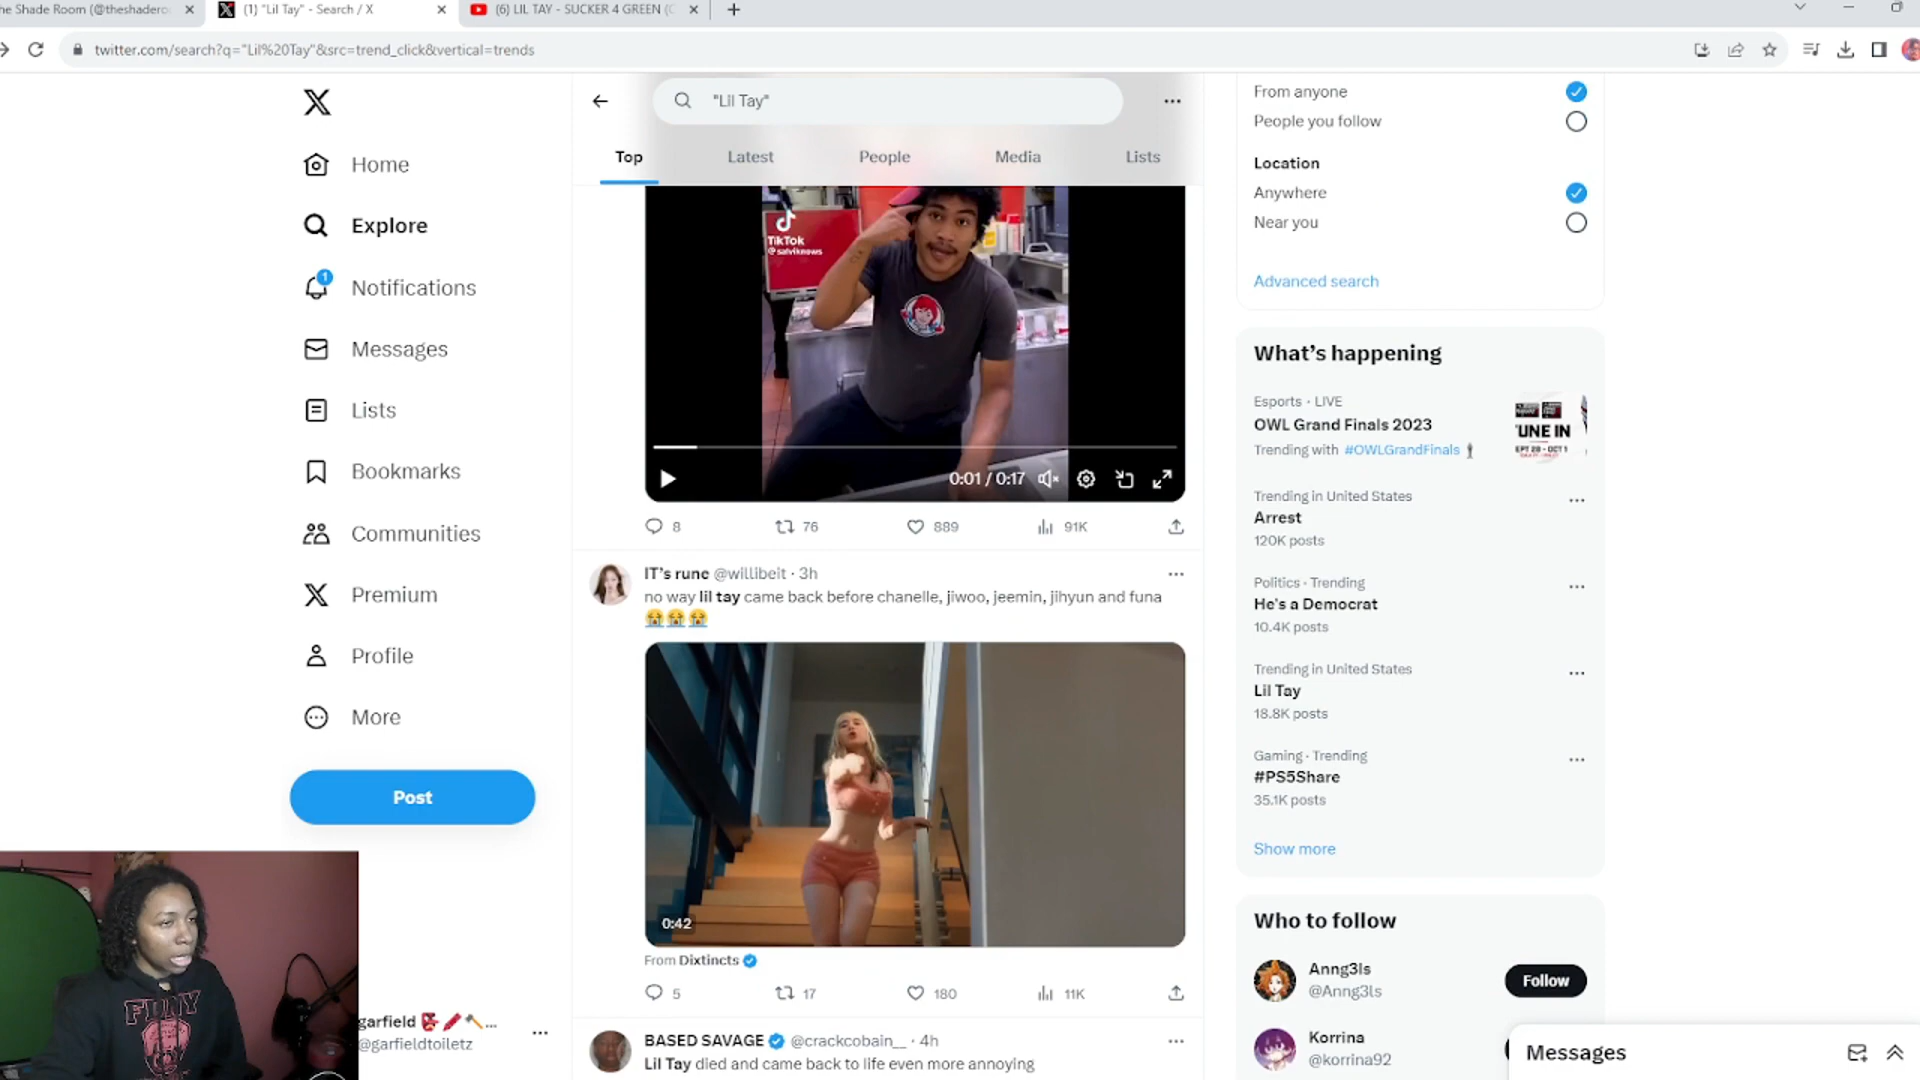 he Shade Room (@theshadero
(1) "Lil Tay" - Search / X
(6) LIL TAY - SUCKER 4 GREEN (
twitter.com/search?q="Lil%20Tay"&src=trend_click&vertical=trends
"Lil Tay"
Top
Latest
People
Media
Lists
Home
Explore
1
Notifications
Messages
Lists
Bookmarks
Communities
Premium
Profile
More
Post
garfield
@garfieldtoiletz
TikTok
@salviknows
0:01 / 0:17
8
76
889
91K
IT's rune @willibeit · 3h
no way lil tay came back before chanelle, jiwoo, jeemin, jihyun and funa
😭😭😭
0:42
From Dixtincts
5
17
180
11K
BASED SAVAGE @crackcobain__ · 4h
Lil Tay died and came back to life even more annoying
From anyone
People you follow
Location
Anywhere
Near you
Advanced search
What's happening
Esports · LIVE
OWL Grand Finals 2023
Trending with #OWLGrandFinals
UNE IN
Trending in United States
Arrest
120K posts
Politics · Trending
He's a Democrat
10.4K posts
Trending in United States
Lil Tay
18.8K posts
Gaming · Trending
#PS5Share
35.1K posts
Show more
Who to follow
Anng3ls
@Anng3ls
Follow
Korrina
@korrina92
Messages